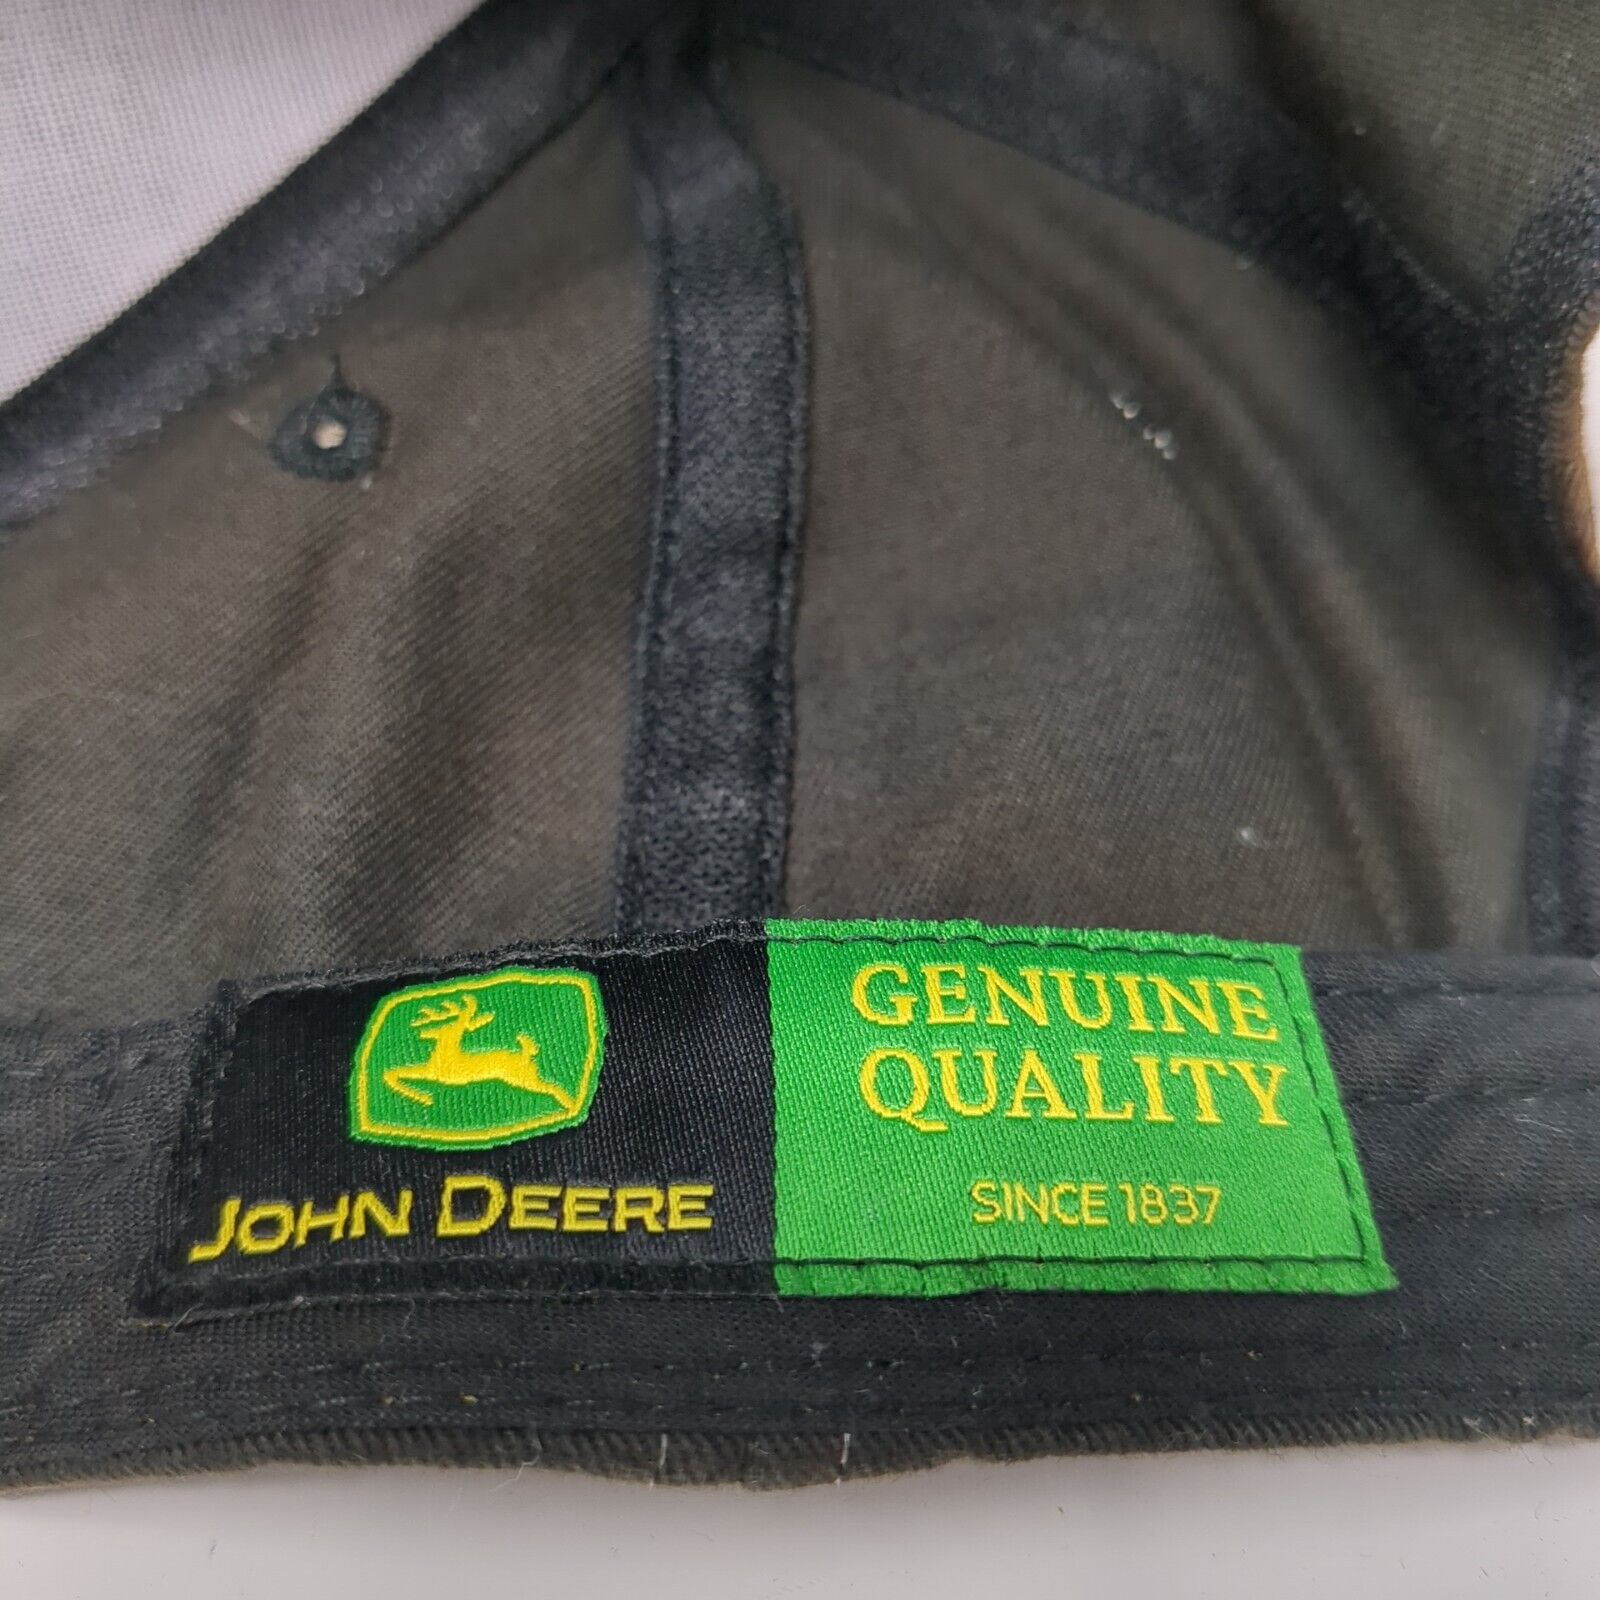 JOHN DEERE
GENUINE
QUALITY
SINCE 1837